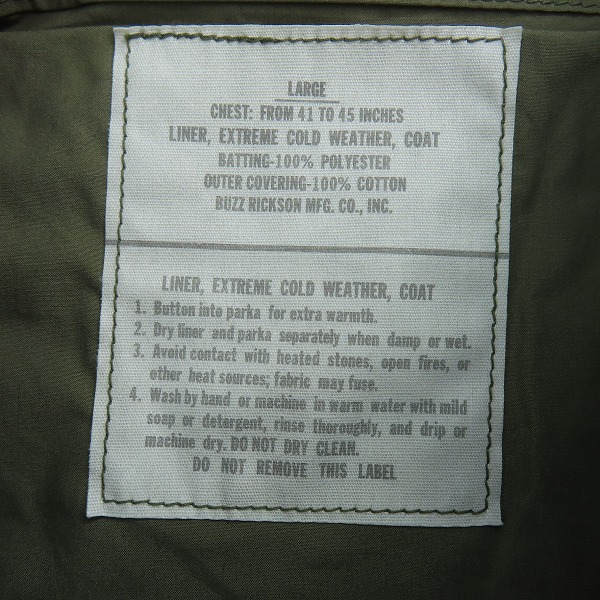 LARGE
CHEST: FROM 41 TO 45 INCHES
LINER, EXTREME COLD WEATHER, COAT
BATTING-100% POLYESTER
OUTER COVERING-100% COTTON
BUZZ RICKSON MFG. CO., INC.
LINER, EXTREME COLD WEATHER, COAT
1. Button into parka for extra warmth.
2. Dry liner and parka separately when damp or wet.
3. Avoid contact with heated stones, open fires, or
other heat sources; fabric may fuse.
4. Wash by hand or machine in warm water with mild
soap or detergent, rinse thoroughly, and drip or
machine dry. DO NOT DRY CLEAN.
DO NOT REMOVE THIS LABEL